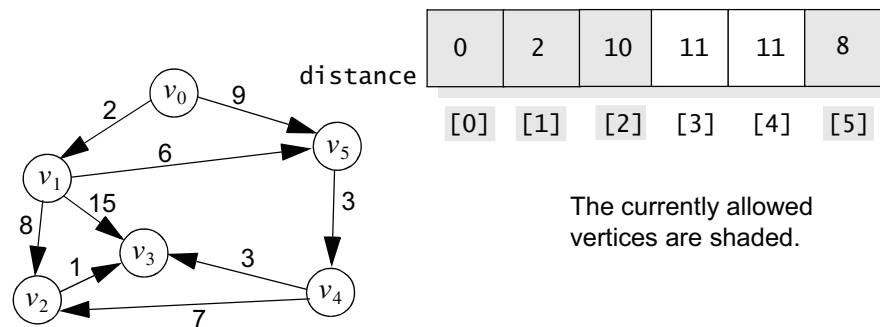 0 2 10 11 11 8
distance
[0] [1] [2] [3] [4] [5]
v0
2
9
v5
6
v1
15
8
3
The currently allowed
vertices are shaded.
v3
1
3
v2
v4
7